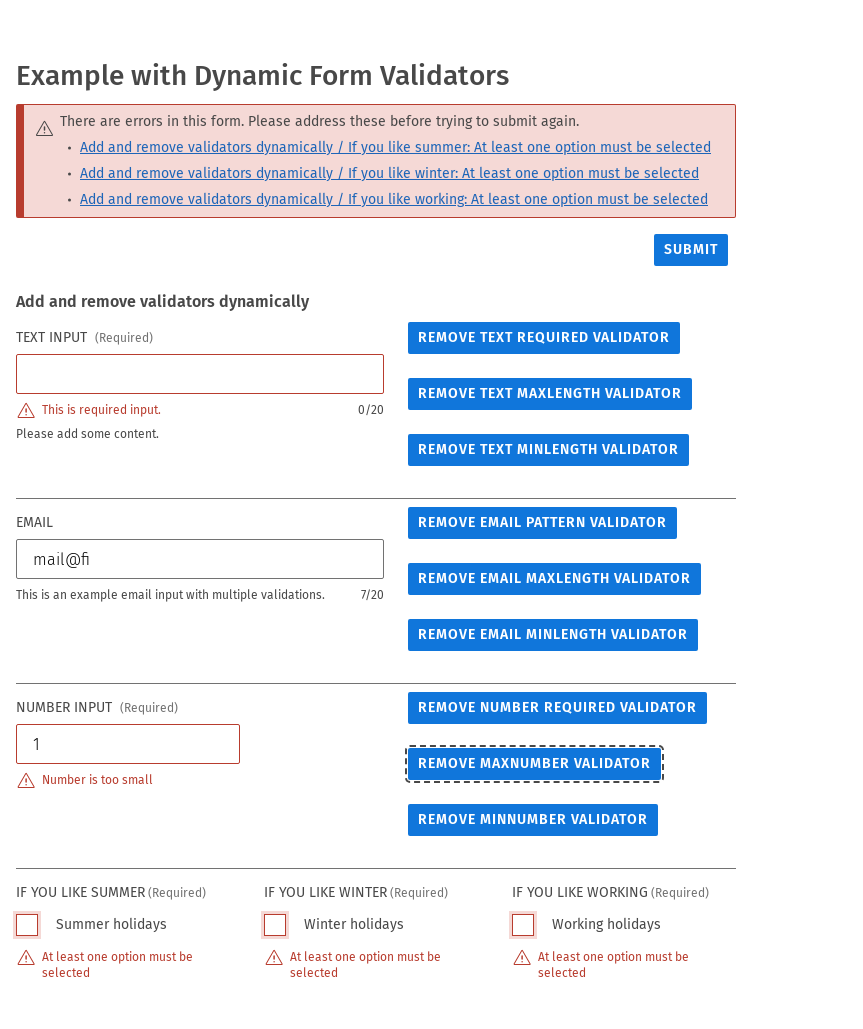 Example with Dynamic Form Validators
There are errors in this form. Please address these before trying to submit again.
Add and remove validators dynamically / If you like summer: At least one option must be selected
Add and remove validators dynamically / If you like winter: At least one option must be selected
Add and remove validators dynamically / If you like working: At least one option must be selected
SUBMIT
Add and remove validators dynamically
TEXT INPUT (Required)
This is required input. 0/20
Please add some content.
REMOVE TEXT REQUIRED VALIDATOR
REMOVE TEXT MAXLENGTH VALIDATOR
REMOVE TEXT MINLENGTH VALIDATOR
EMAIL
mail@fi
This is an example email input with multiple validations. 7/20
REMOVE EMAIL PATTERN VALIDATOR
REMOVE EMAIL MAXLENGTH VALIDATOR
REMOVE EMAIL MINLENGTH VALIDATOR
NUMBER INPUT (Required)
1
Number is too small
REMOVE NUMBER REQUIRED VALIDATOR
REMOVE MAXNUMBER VALIDATOR
REMOVE MINNUMBER VALIDATOR
IF YOU LIKE SUMMER (Required)
Summer holidays
At least one option must be
selected
IF YOU LIKE WINTER (Required)
Winter holidays
At least one option must be
selected
IF YOU LIKE WORKING (Required)
Working holidays
At least one option must be
selected